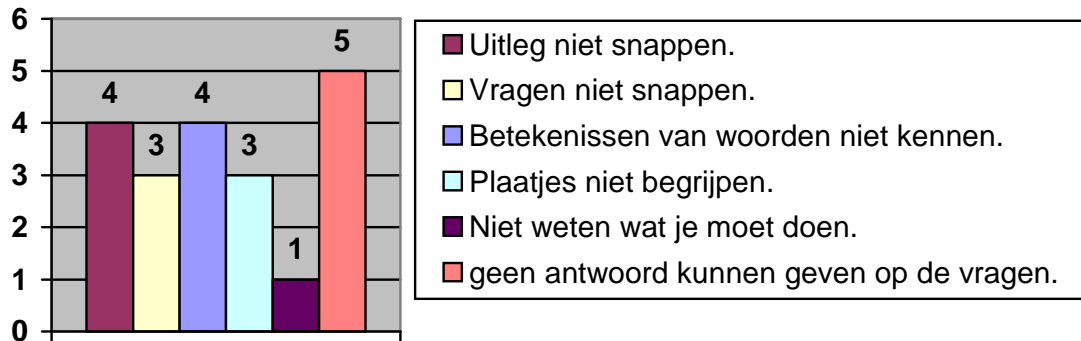 6
5
4
3
2
1
0
4
3
4
3
1
5
Uitleg niet snappen.
Vragen niet snappen.
Betekenissen van woorden niet kennen.
Plaatjes niet begrijpen.
Niet weten wat je moet doen.
geen antwoord kunnen geven op de vragen.